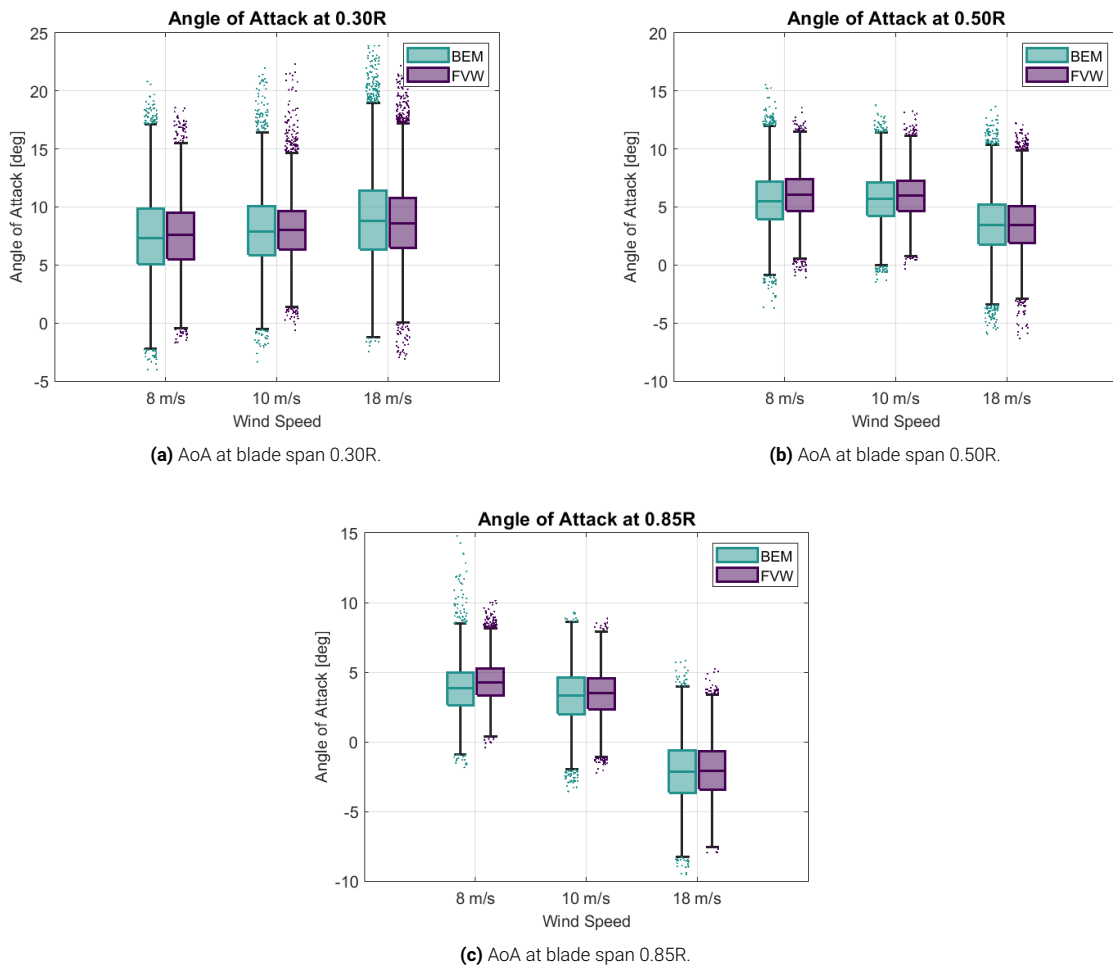 Angle of Attack at 0.30R
25
20
15
10
5
0
-5
Angle of Attack [deg]
BEM
FVW
8 m/s
10 m/s
18 m/s
Wind Speed
(a) AoA at blade span 0.30R.
Angle of Attack at 0.50R
20
15
10
5
0
-5
-10
Angle of Attack [deg]
BEM
FVW
8 m/s
10 m/s
18 m/s
Wind Speed
(b) AoA at blade span 0.50R.
Angle of Attack at 0.85R
15
10
5
0
-5
-10
Angle of Attack [deg]
BEM
FVW
8 m/s
10 m/s
18 m/s
Wind Speed
(c) AoA at blade span 0.85R.